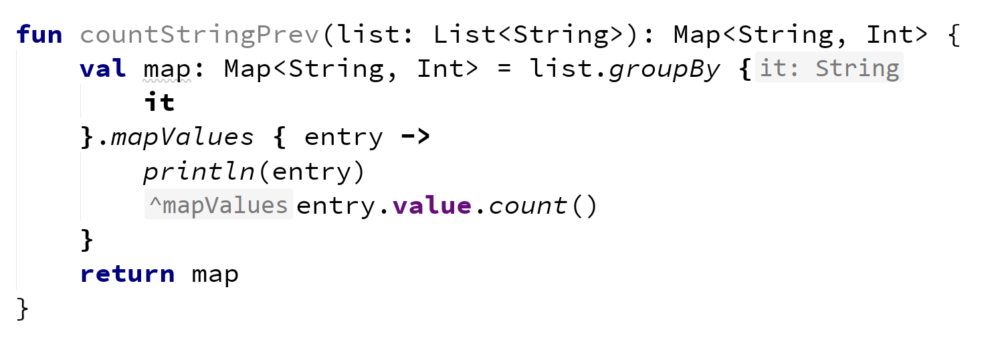 fun countStringPrev(list: List<String>): Map<String, Int> {
    val map: Map<String, Int> = list.groupBy { it: String
        it
    }.mapValues { entry ->
        println(entry)
        ^mapValues entry.value.count()
    }
    return map
}